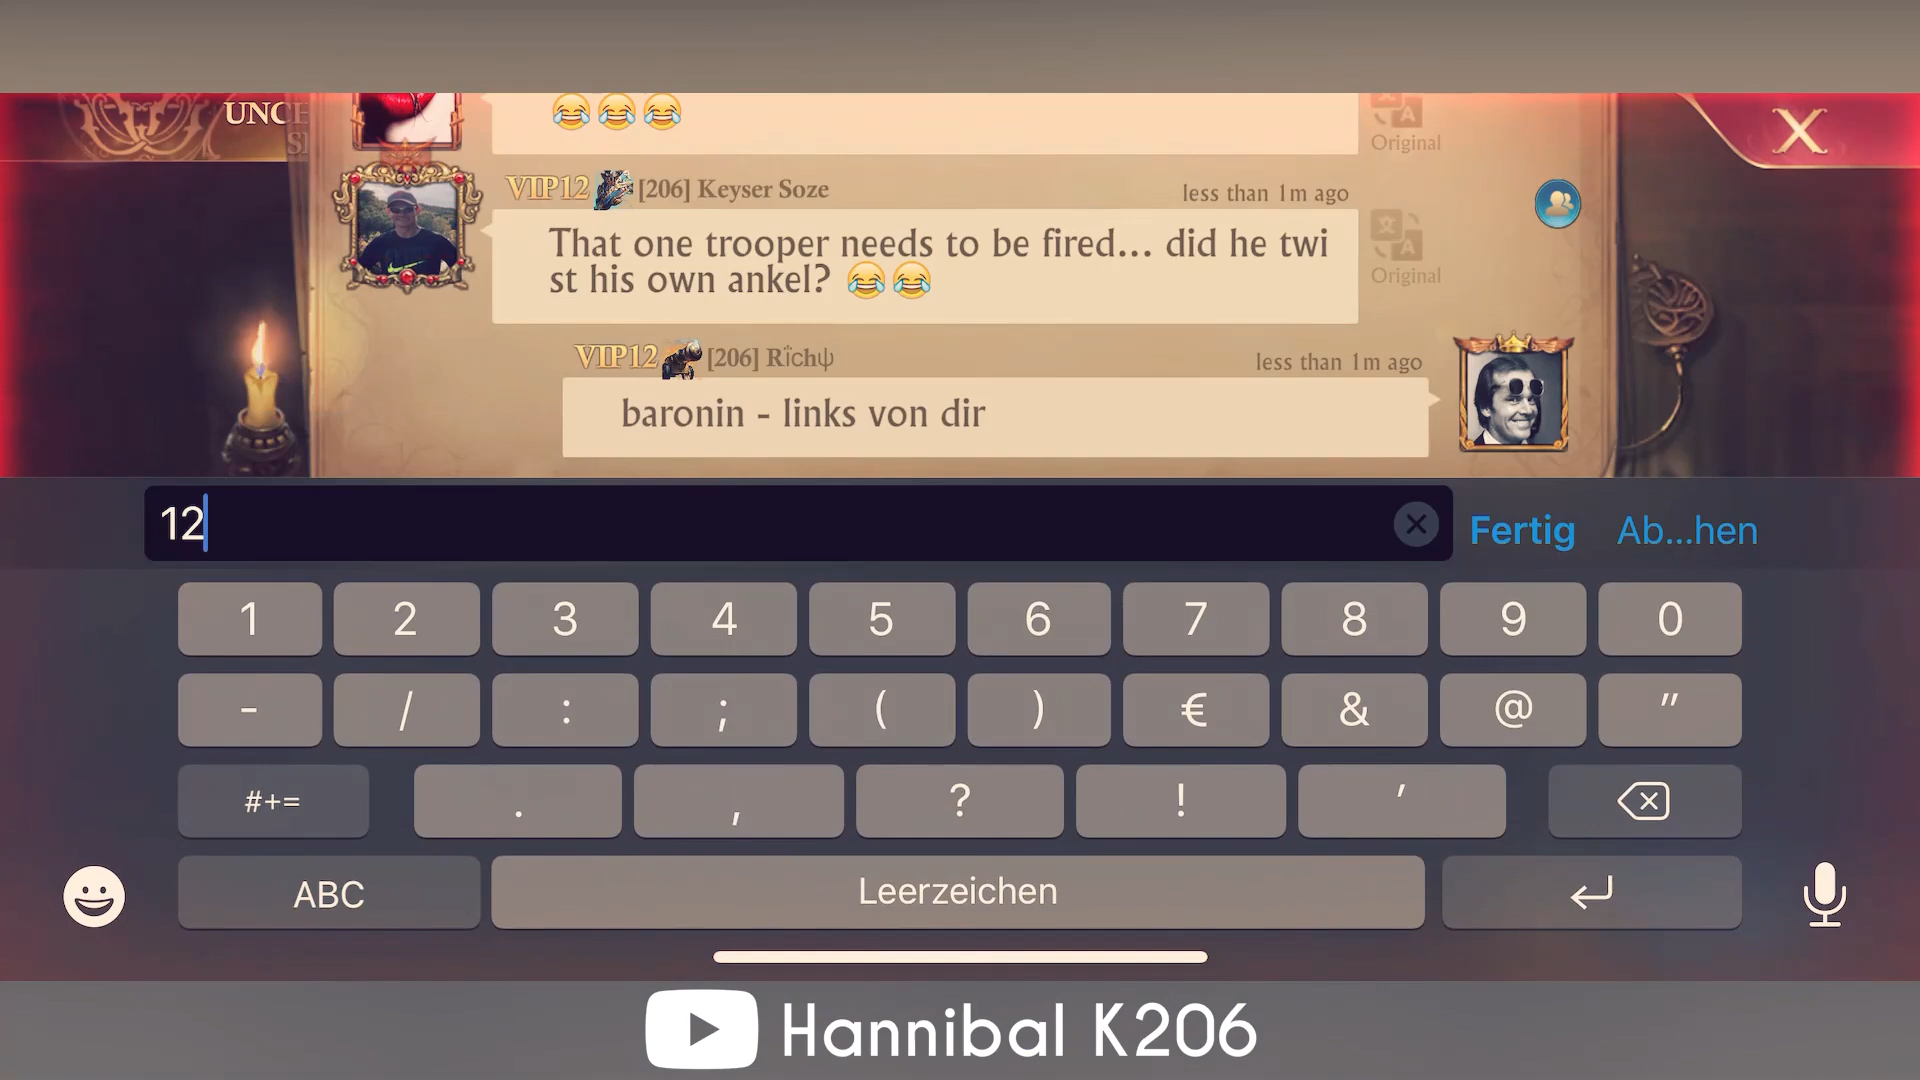 UNCH
😂😂😂
Original
VIP12 [206] Keyser Soze
less than 1m ago
That one trooper needs to be fired... did he twi
st his own ankel? 😂😂
Original
VIP12 [206] Rïchψ
less than 1m ago
baronin - links von dir
12
Fertig
Ab...hen
1 2 3 4 5 6 7 8 9 0
- / : ; ( ) € & @ "
#+= . , ? ! '
ABC
Leerzeichen
Hannibal K206